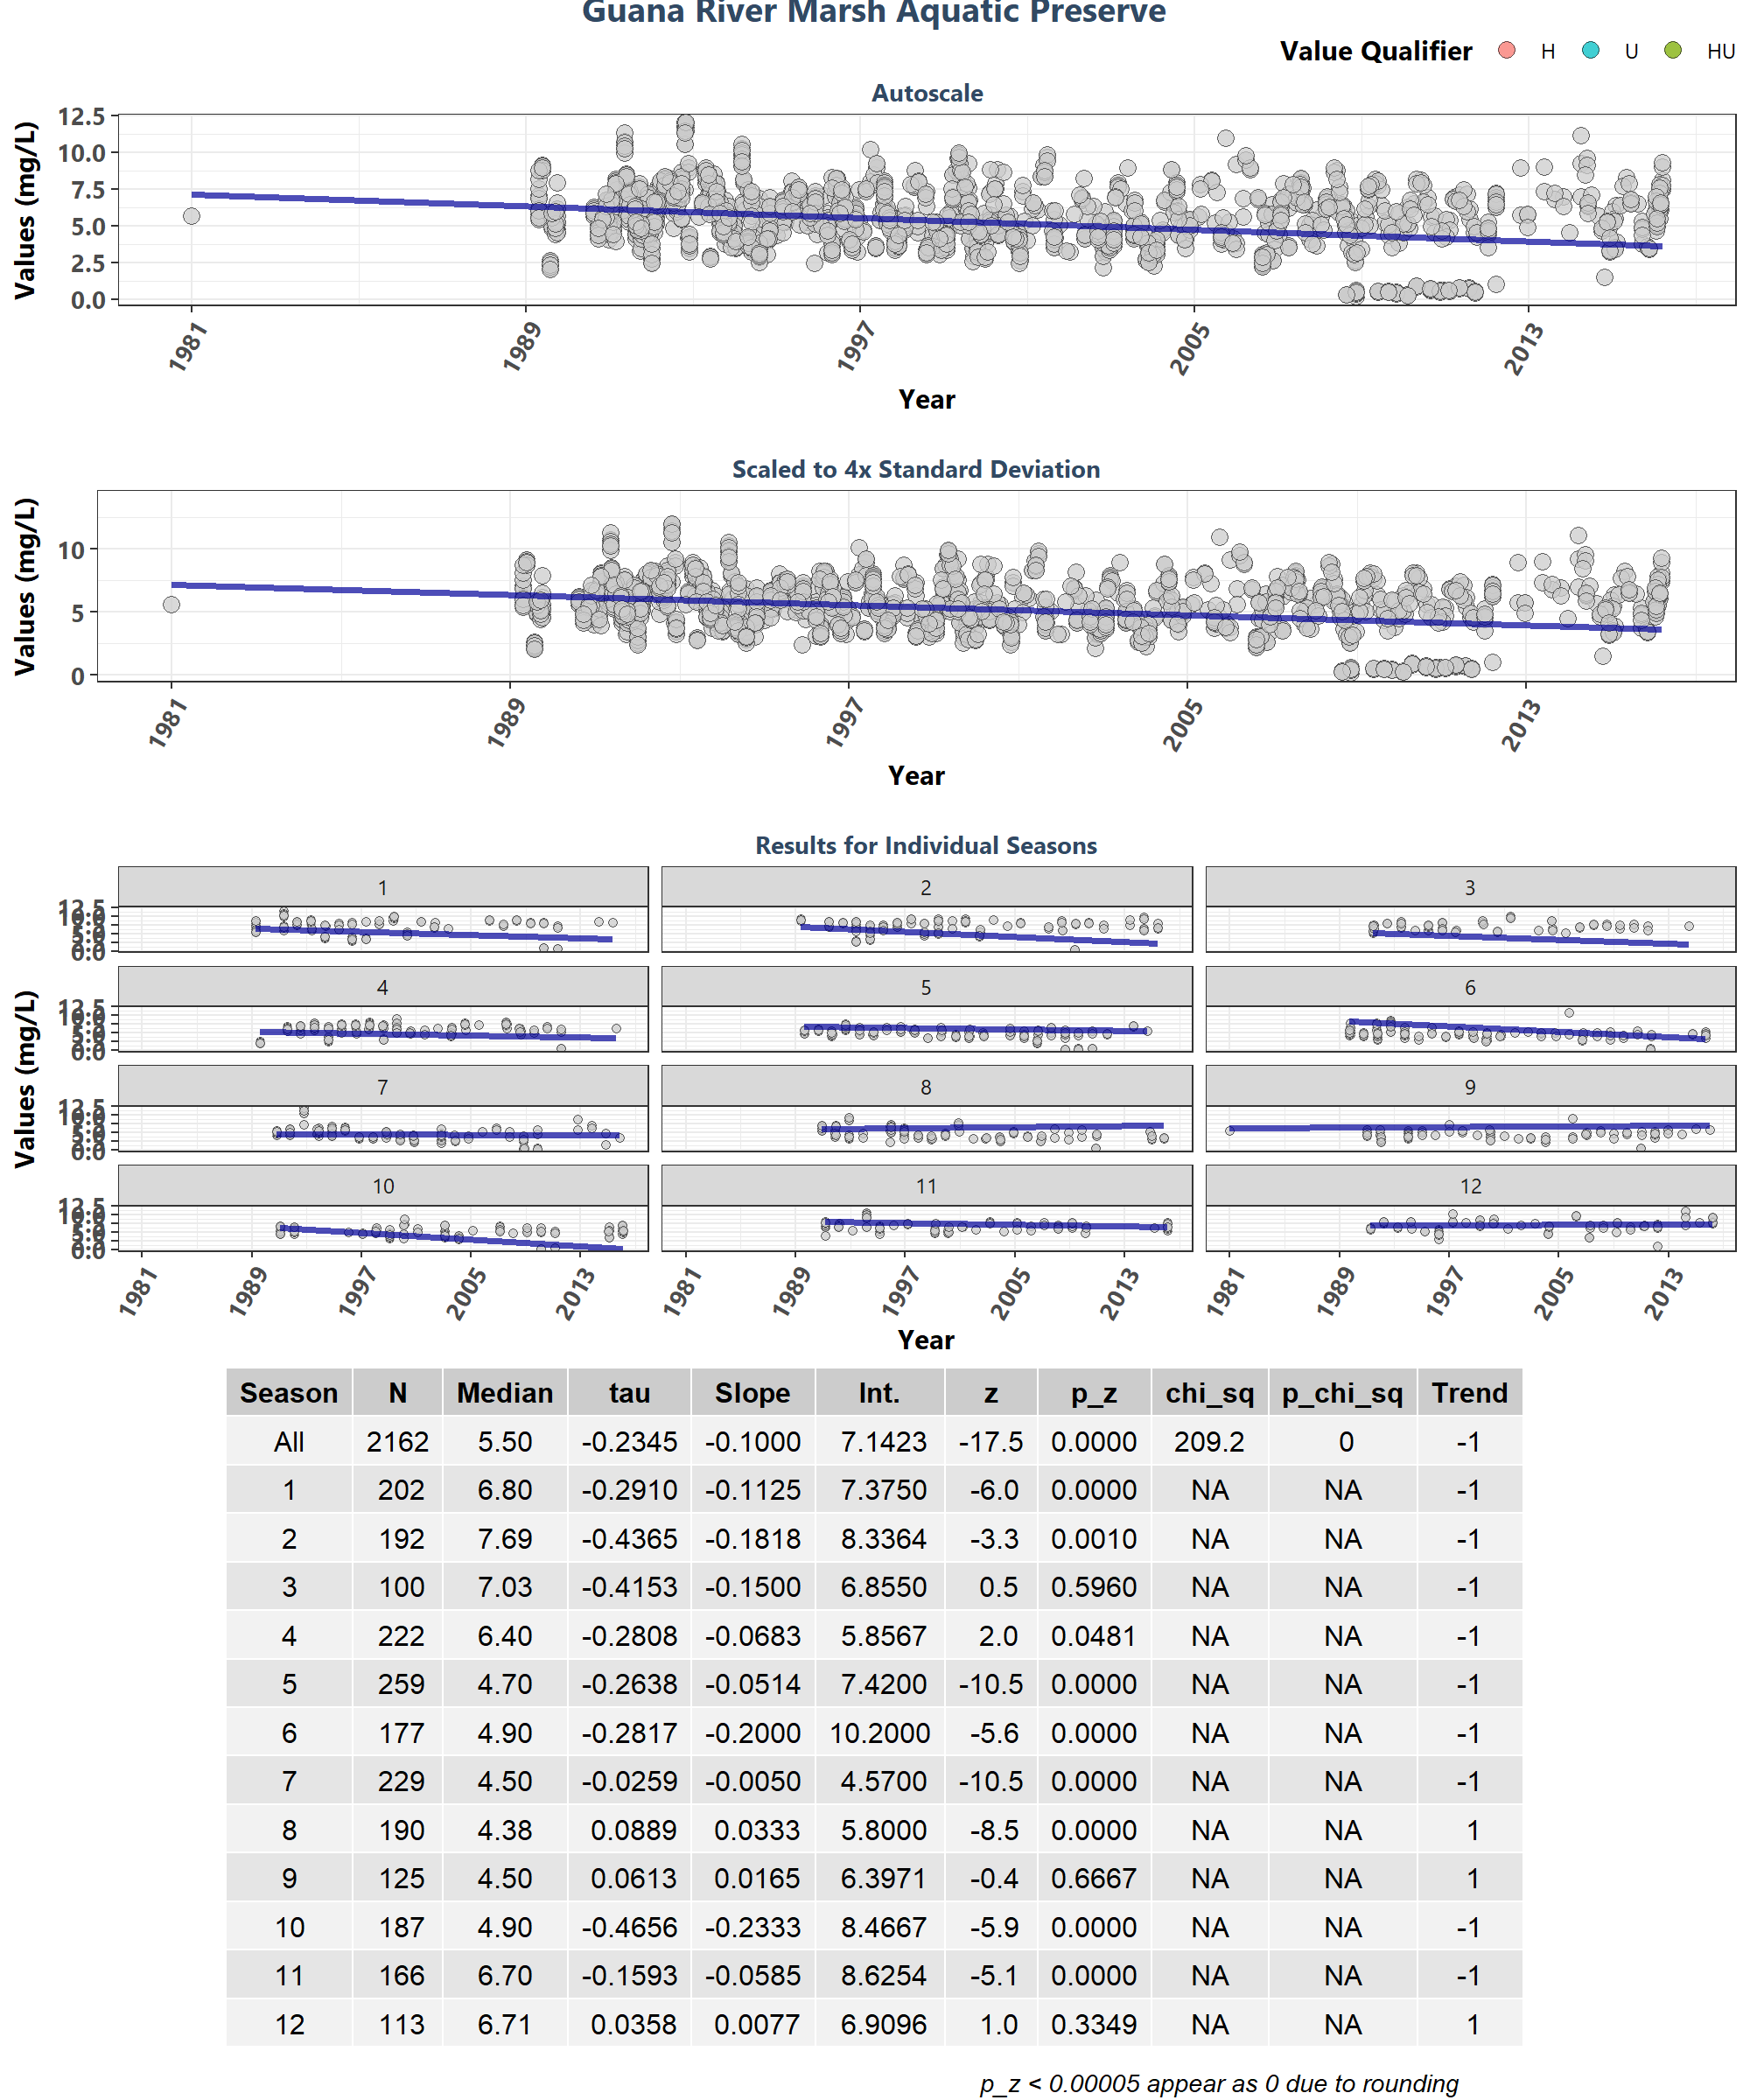 Guana River Marsh Aquatic Preserve
Value Qualifier H U HU
Autoscale
Values (mg/L)
12.5
10.0
7.5
5.0
2.5
0.0
1981 1989 1997 2005 2013
Year
Scaled to 4x Standard Deviation
Values (mg/L)
10
5
0
1981 1989 1997 2005 2013
Year
Results for Individual Seasons
Values (mg/L)
1 2 3
4 5 6
7 8 9
10 11 12
1981 1989 1997 2005 2013 1981 1989 1997 2005 2013 1981 1989 1997 2005 2013
Year
Season N Median tau Slope Int. z p_z chi_sq p_chi_sq Trend
All 2162 5.50 -0.2345 -0.1000 7.1423 -17.5 0.0000 209.2 0 -1
1 202 6.80 -0.2910 -0.1125 7.3750 -6.0 0.0000 NA NA -1
2 192 7.69 -0.4365 -0.1818 8.3364 -3.3 0.0010 NA NA -1
3 100 7.03 -0.4153 -0.1500 6.8550 0.5 0.5960 NA NA -1
4 222 6.40 -0.2808 -0.0683 5.8567 2.0 0.0481 NA NA -1
5 259 4.70 -0.2638 -0.0514 7.4200 -10.5 0.0000 NA NA -1
6 177 4.90 -0.2817 -0.2000 10.2000 -5.6 0.0000 NA NA -1
7 229 4.50 -0.0259 -0.0050 4.5700 -10.5 0.0000 NA NA -1
8 190 4.38 0.0889 0.0333 5.8000 -8.5 0.0000 NA NA 1
9 125 4.50 0.0613 0.0165 6.3971 -0.4 0.6667 NA NA 1
10 187 4.90 -0.4656 -0.2333 8.4667 -5.9 0.0000 NA NA -1
11 166 6.70 -0.1593 -0.0585 8.6254 -5.1 0.0000 NA NA -1
12 113 6.71 0.0358 0.0077 6.9096 1.0 0.3349 NA NA 1
p_z < 0.00005 appear as 0 due to rounding